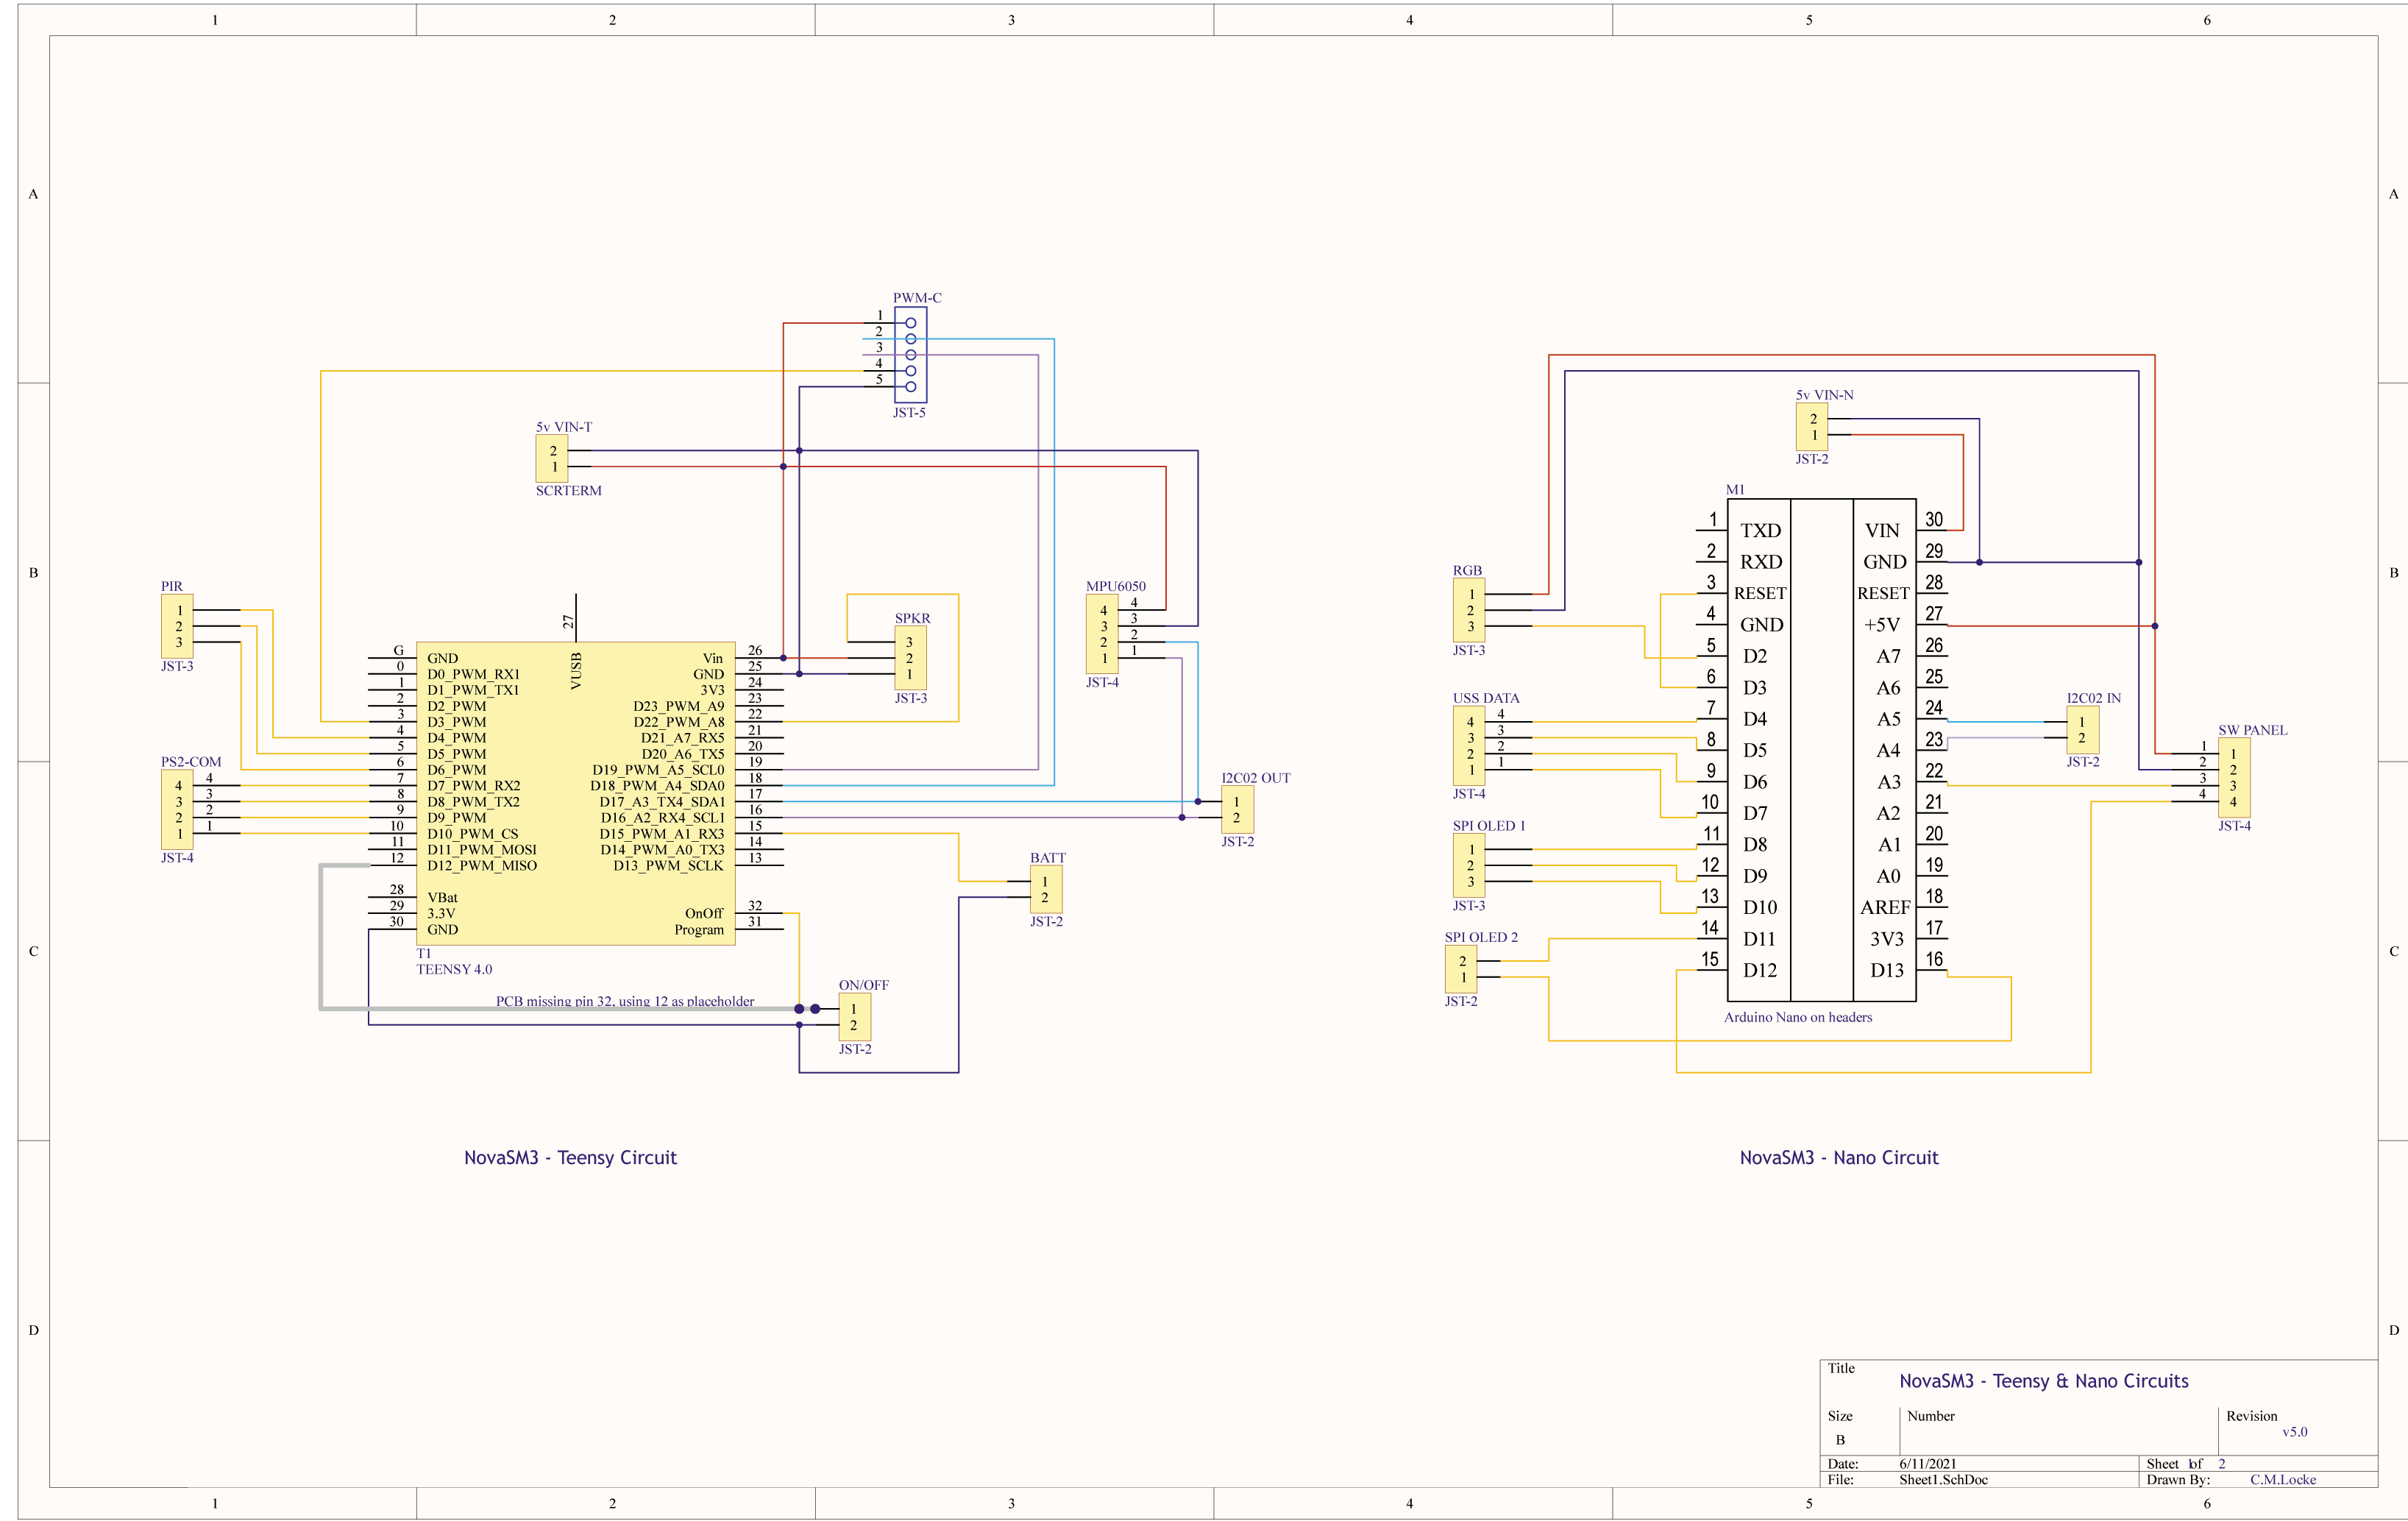 1 2 3 4 5 6
A A
PWM-C
1
2
3
4
5
JST-5
5v VIN-T
2
1
SCRTERM
B B
PIR
1
2
3
JST-3
PS2-COM
4 4
3 3
2 2
1 1
JST-4
27
VUSB
G GND
0 D0_PWM_RX1
1 D1_PWM_TX1
2 D2_PWM
3 D3_PWM
4 D4_PWM
5 D5_PWM
6 D6_PWM
7 D7_PWM_RX2
8 D8_PWM_TX2
9 D9_PWM
10 D10_PWM_CS
11 D11_PWM_MOSI
12 D12_PWM_MISO
28 VBat
29 3.3V
30 GND
Vin 26
GND 25
3V3 24
D23_PWM_A9 23
D22_PWM_A8 22
D21_A7_RX5 21
D20_A6_TX5 20
D19_PWM_A5_SCL0 19
D18_PWM_A4_SDA0 18
D17_A3_TX4_SDA1 17
D16_A2_RX4_SCL1 16
D15_PWM_A1_RX3 15
D14_PWM_A0_TX3 14
D13_PWM_SCLK 13
OnOff 32
Program 31
T1
TEENSY 4.0
SPKR
3
2
1
JST-3
MPU6050
4 4
3 3
2 2
1 1
JST-4
I2C02 OUT
1
2
JST-2
BATT
1
2
JST-2
PCB missing pin 32, using 12 as placeholder
ON/OFF
1
2
JST-2
NovaSM3 - Teensy Circuit
5v VIN-N
2
1
JST-2
M1
1 TXD
2 RXD
3 RESET
4 GND
5 D2
6 D3
7 D4
8 D5
9 D6
10 D7
11 D8
12 D9
13 D10
14 D11
15 D12
VIN 30
GND 29
RESET 28
+5V 27
A7 26
A6 25
A5 24
A4 23
A3 22
A2 21
A1 20
A0 19
AREF 18
3V3 17
D13 16
Arduino Nano on headers
RGB
1
2
3
JST-3
USS DATA
4 4
3 3
2 2
1 1
JST-4
SPI OLED 1
1
2
3
JST-3
SPI OLED 2
2
1
JST-2
I2C02 IN
1
2
JST-2
SW PANEL
1 1
2 2
3 3
4 4
JST-4
NovaSM3 - Nano Circuit
C C
D D
Title
NovaSM3 - Teensy & Nano Circuits
Size Number Revision
B v5.0
Date: 6/11/2021 Sheet 1of 2
File: Sheet1.SchDoc Drawn By: C.M.Locke
1 2 3 4 5 6